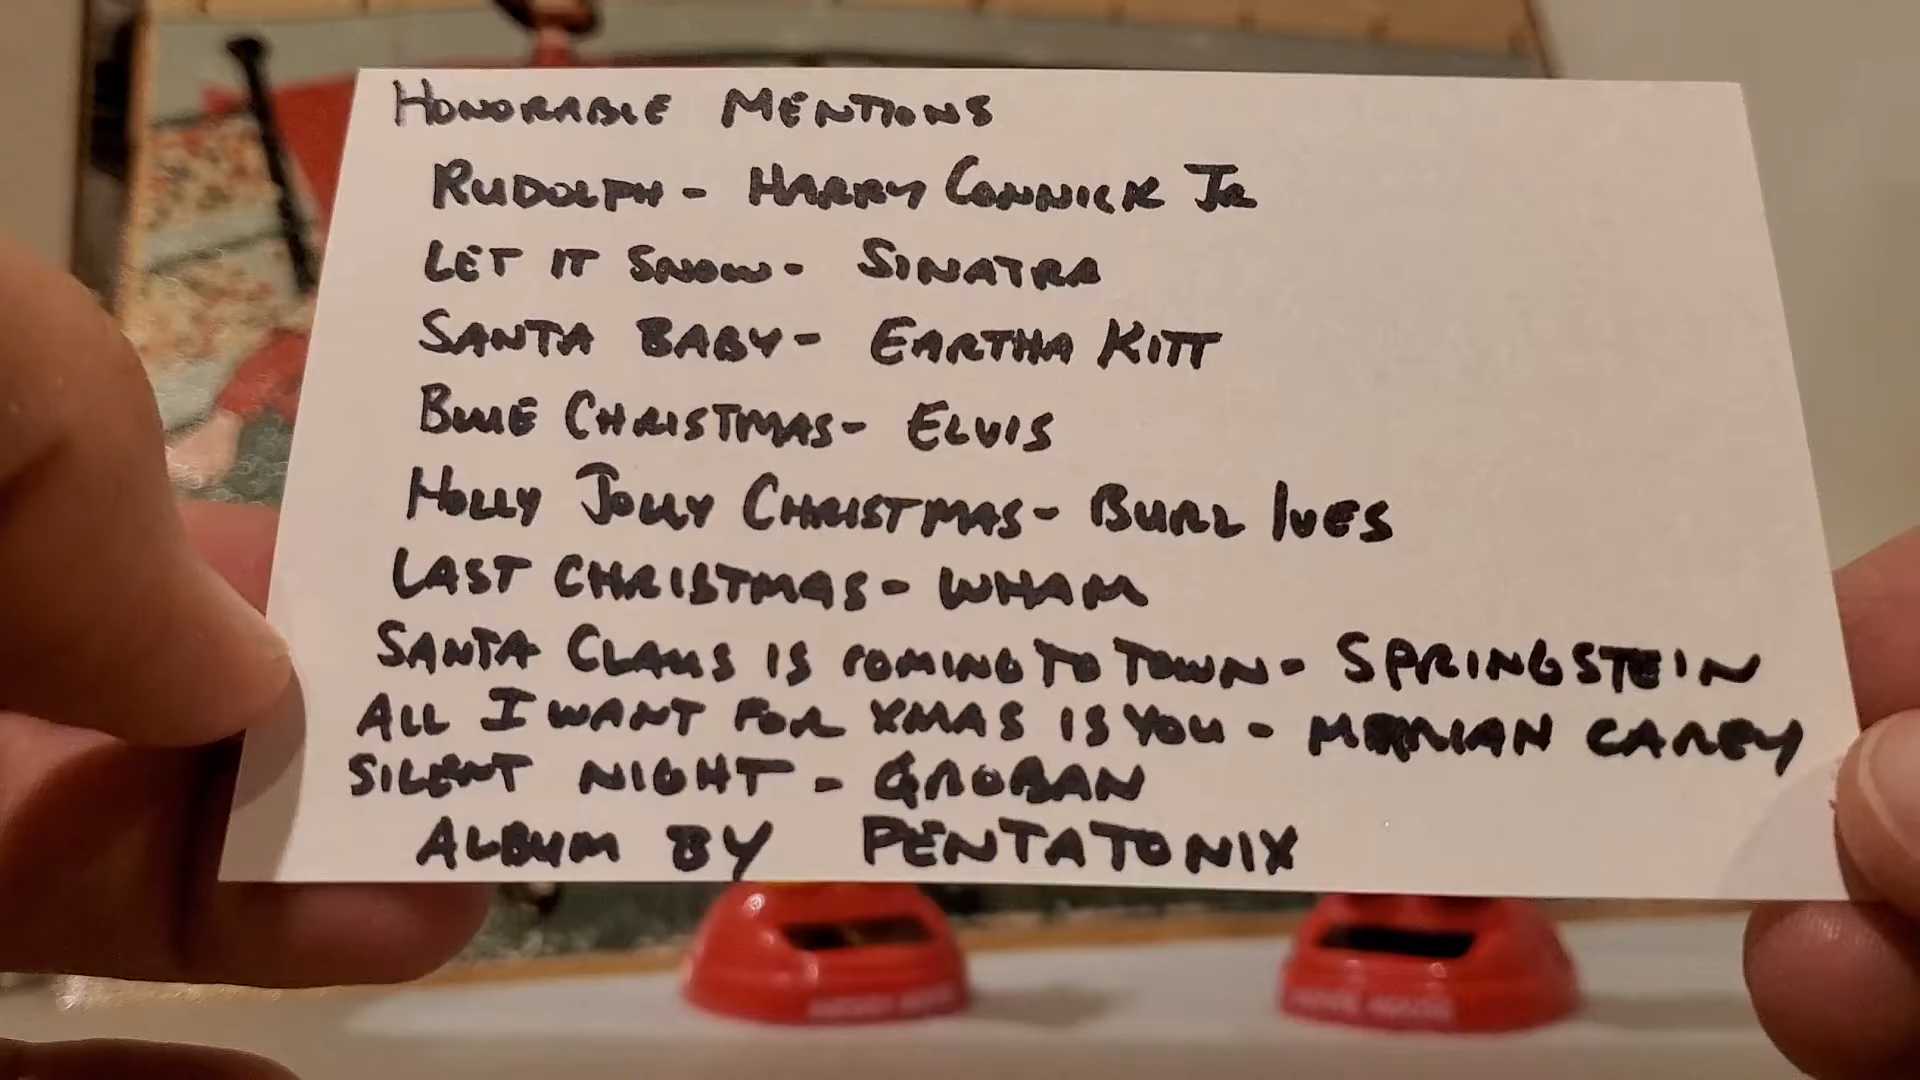 HONORABLE MENTIONS
RUDOLPH - HARRY CONNICK JR
LET IT SNOW - SINATRA
SANTA BABY - EARTHA KITT
BLUE CHRISTMAS - ELVIS
HOLLY JOLLY CHRISTMAS - BURL IVES
LAST CHRISTMAS - WHAM
SANTA CLAUS IS COMING TO TOWN - SPRINGSTEIN
ALL I WANT FOR XMAS IS YOU - MARIAN CAREY
SILENT NIGHT - GROBAN
ALBUM BY PENTATONIX